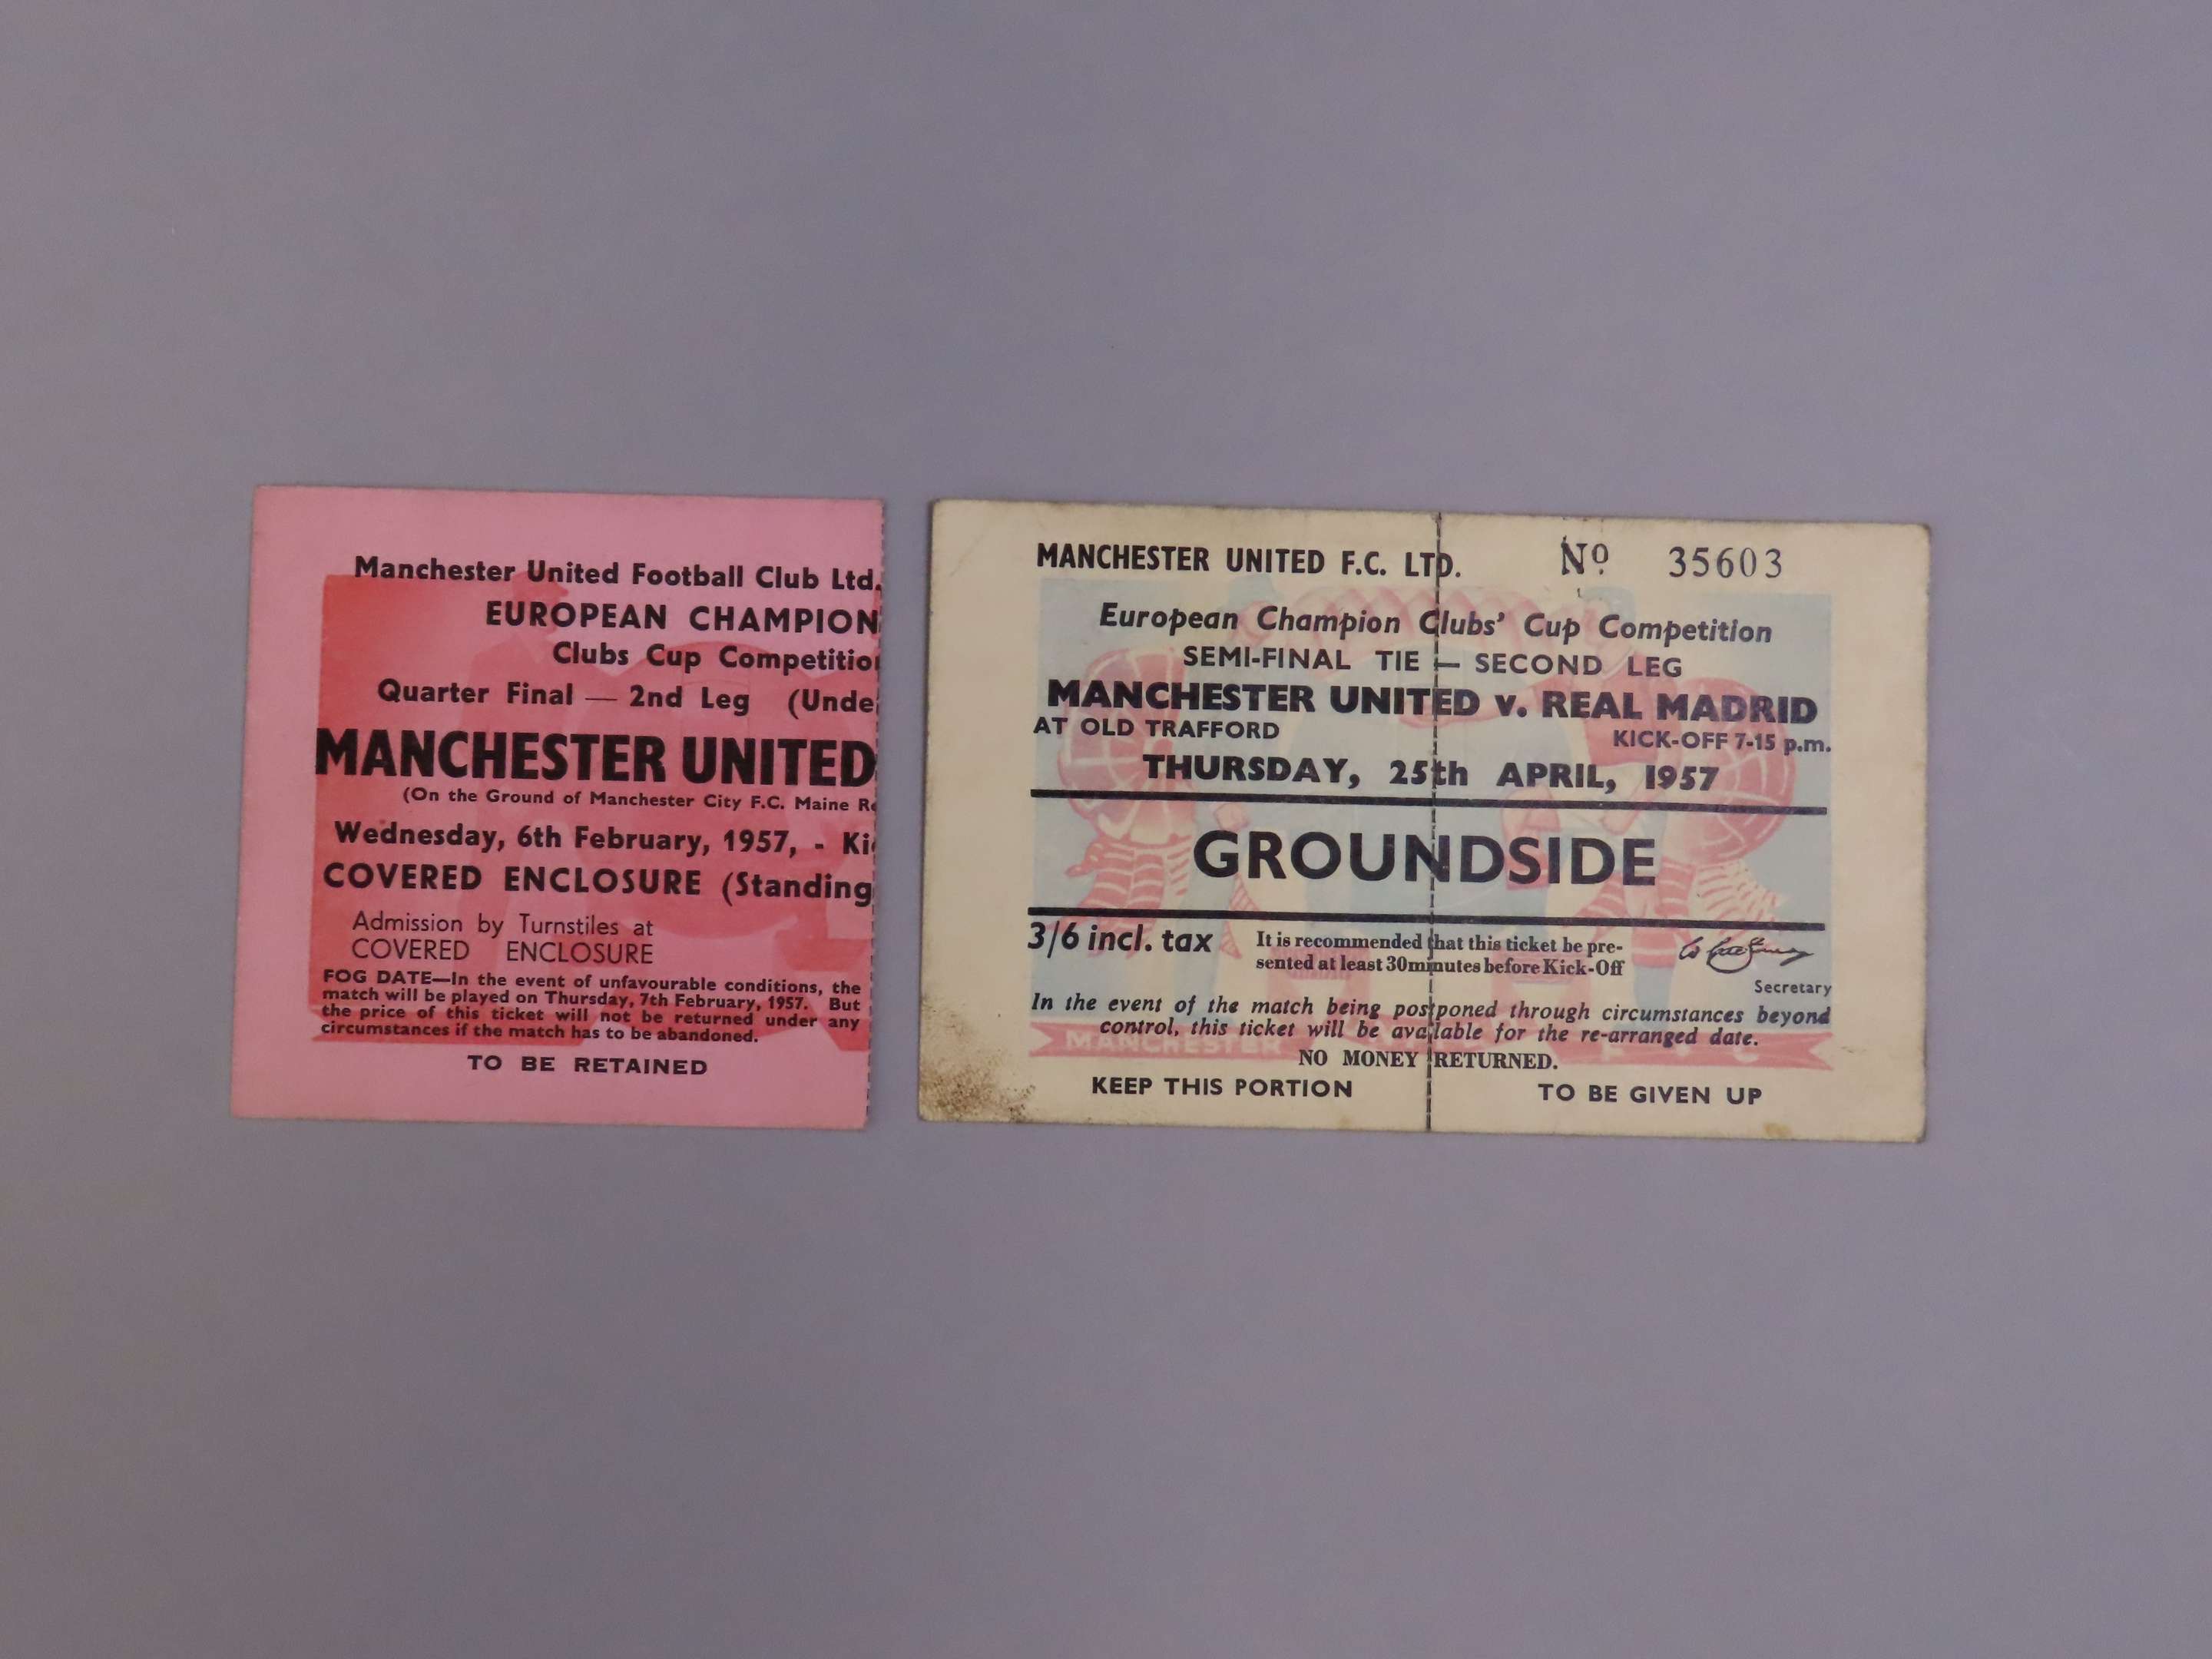 Manchester United Football Club Ltd.
EUROPEAN CHAMPION
Clubs Cup Competitio
Quarter Final — 2nd Leg (Unde
MANCHESTER UNITED
(On the Ground of Manchester City F.C. Maine R
Wednesday, 6th February, 1957, - Ki
COVERED ENCLOSURE (Standing
Admission by Turnstiles at
COVERED ENCLOSURE
FOG DATE—In the event of unfavourable conditions, the
match will be played on Thursday, 7th February, 1957. But
the price of this ticket will not be returned under any
circumstances if the match has to be abandoned.
TO BE RETAINED
MANCHESTER UNITED F.C. LTD. Nº 35603
European Champion Clubs' Cup Competition
SEMI-FINAL TIE — SECOND LEG
MANCHESTER UNITED v. REAL MADRID
AT OLD TRAFFORD KICK-OFF 7-15 p.m.
THURSDAY, 25th APRIL, 1957
GROUNDSIDE
3/6 incl. tax
It is recommended that this ticket be pre-
sented at least 30minutes before Kick-Off
Secretary
In the event of the match being postponed through circumstances beyond
control, this ticket will be available for the re-arranged date.
MANCHESTER F C
NO MONEY RETURNED.
KEEP THIS PORTION TO BE GIVEN UP